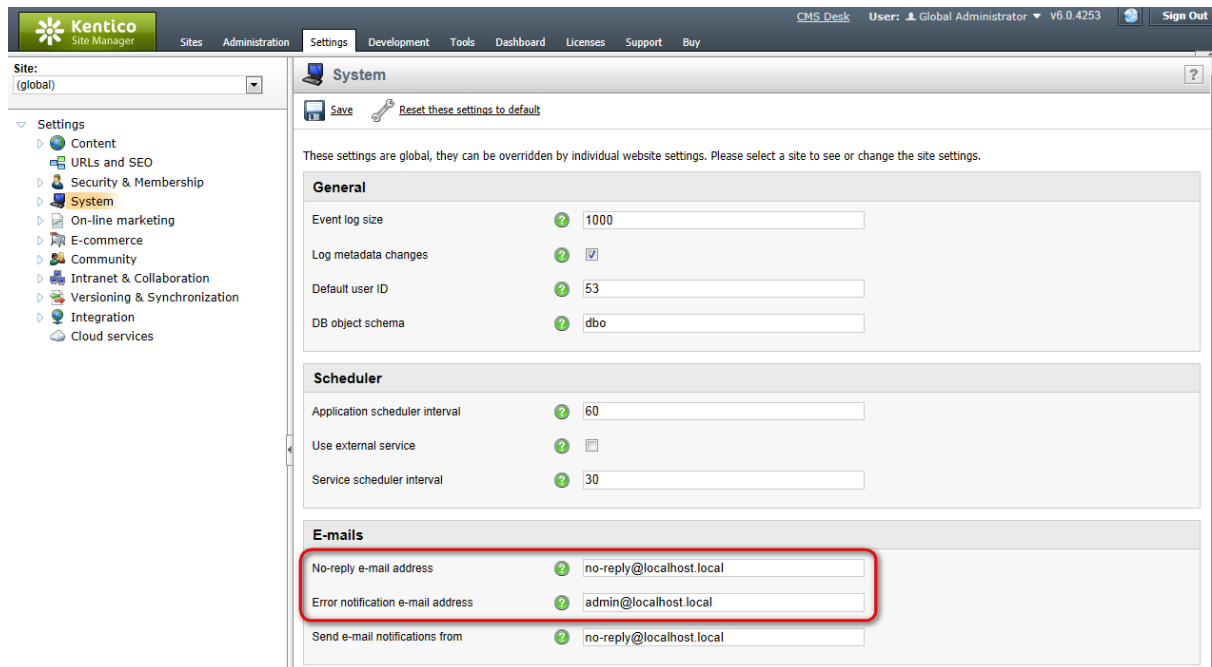 CMS Desk User: Global Administrator v6.0.4253 Sign Out
Kentico
Site Manager
Sites Administration Settings Development Tools Dashboard Licenses Support Buy
Site:
(global)
Settings
Content
URLs and SEO
Security & Membership
System
On-line marketing
E-commerce
Community
Intranet & Collaboration
Versioning & Synchronization
Integration
Cloud services
System ?
Save Reset these settings to default
These settings are global, they can be overridden by individual website settings. Please select a site to see or change the site settings.
General
Event log size ? 1000
Log metadata changes ?
Default user ID ? 53
DB object schema ? dbo
Scheduler
Application scheduler interval ? 60
Use external service ?
Service scheduler interval ? 30
E-mails
No-reply e-mail address ? no-reply@localhost.local
Error notification e-mail address ? admin@localhost.local
Send e-mail notifications from ? no-reply@localhost.local